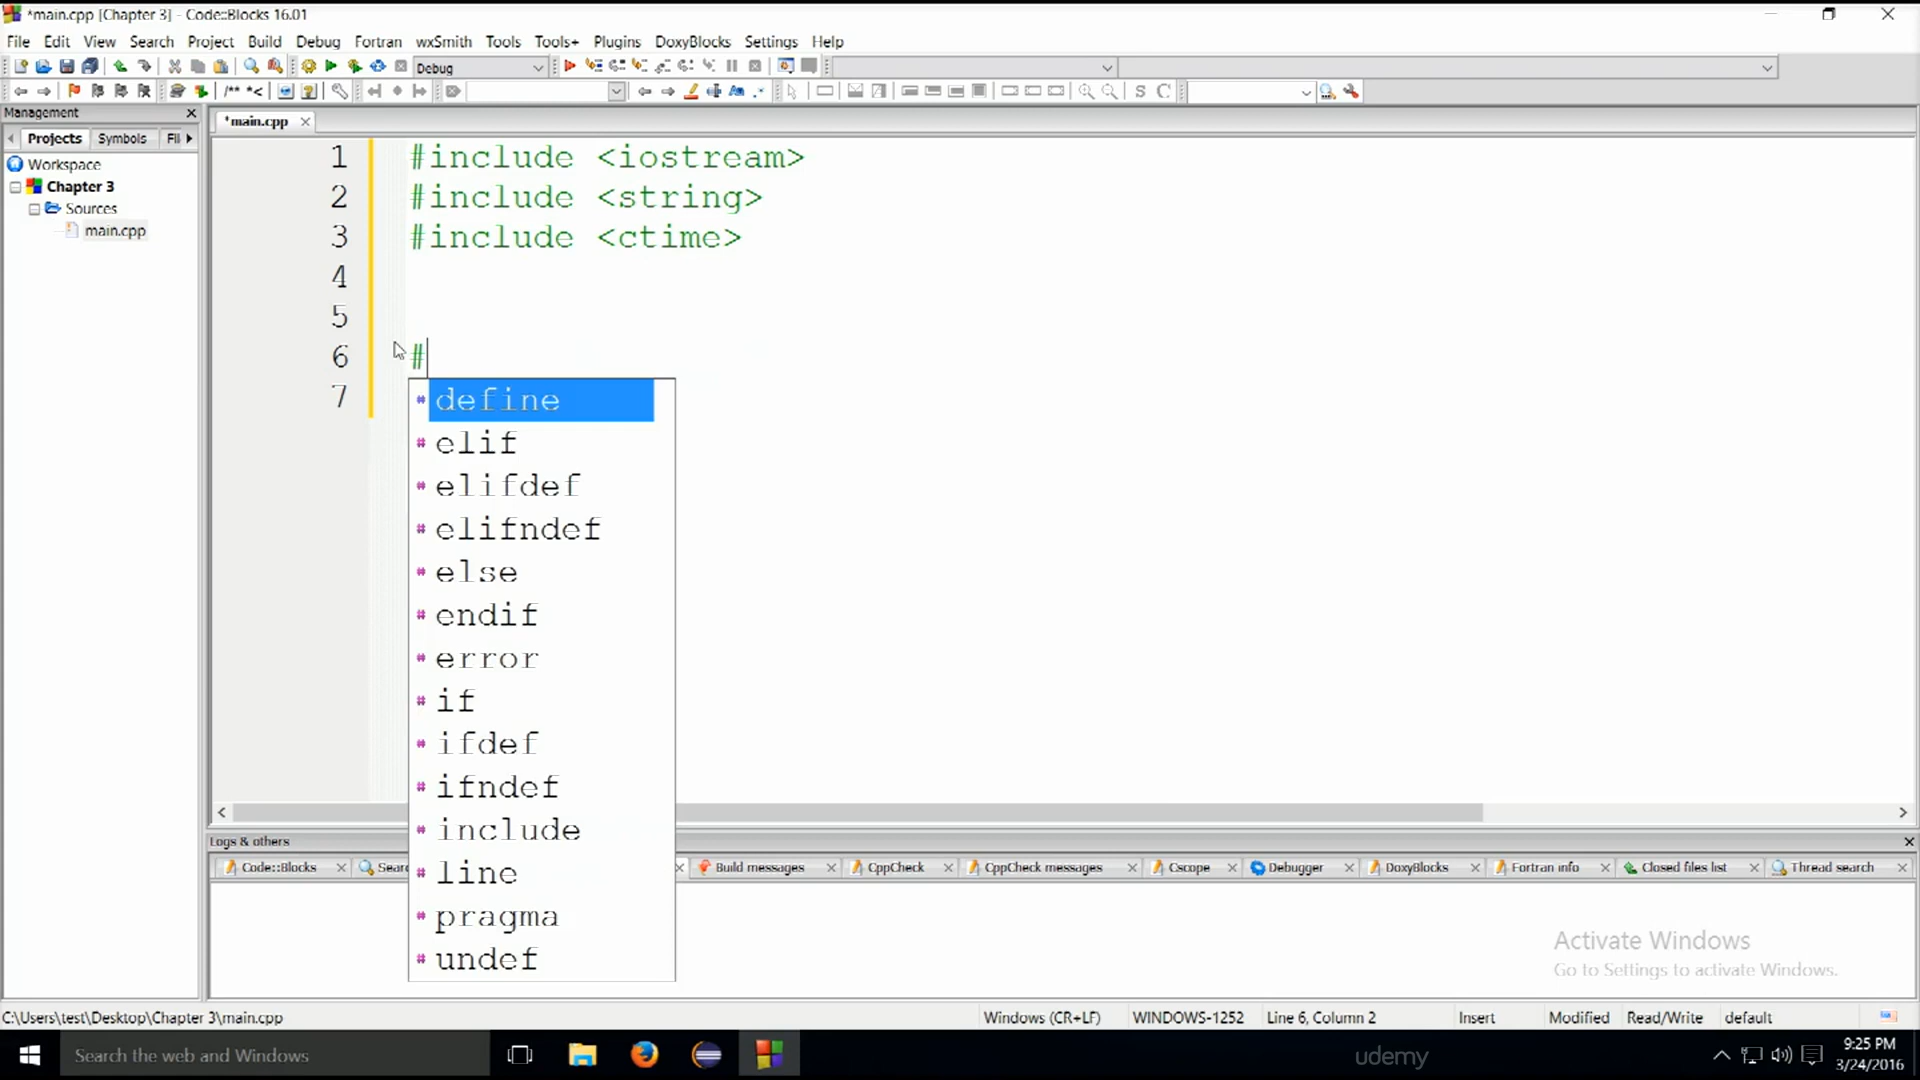 *main.cpp [Chapter 3] - Code::Blocks 16.01
File Edit View Search Project Build Debug Fortran wxSmith Tools Tools+ Plugins DoxyBlocks Settings Help
Debug
/** *<
S C
Management
Projects Symbols Fil
*main.cpp
Workspace
Chapter 3
Sources
main.cpp
1 #include <iostream>
2 #include <string>
3 #include <ctime>
4
5
6 #
7
# define
# elif
# elifdef
# elifndef
# else
# endif
# error
# if
# ifdef
# ifndef
# include
# line
# pragma
# undef
Logs & others
Code::Blocks Searc Build messages CppCheck CppCheck messages Cscope Debugger DoxyBlocks Fortran info Closed files list Thread search
Activate Windows
Go to Settings to activate Windows.
C:\Users\test\Desktop\Chapter 3\main.cpp Windows (CR+LF) WINDOWS-1252 Line 6, Column 2 Insert Modified Read/Write default
Search the web and Windows
udemy
9:25 PM
3/24/2016